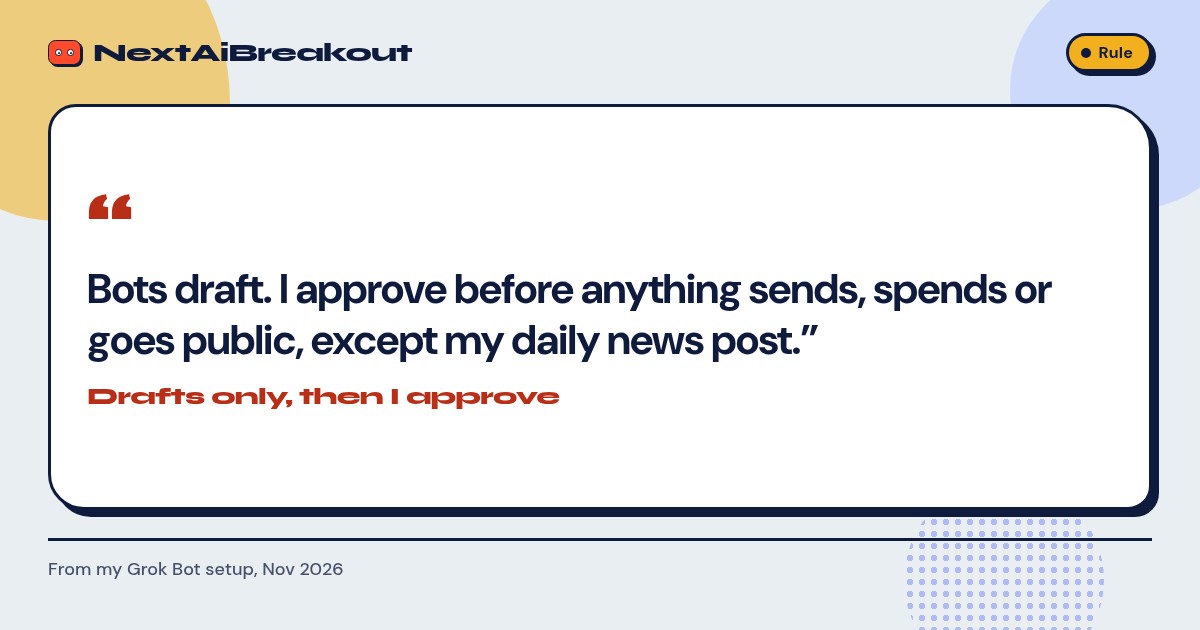 NextAiBreakout
Rule
“
Bots draft. I approve before anything sends, spends or
goes public, except my daily news post.”
Drafts only, then I approve
From my Grok Bot setup, Nov 2026